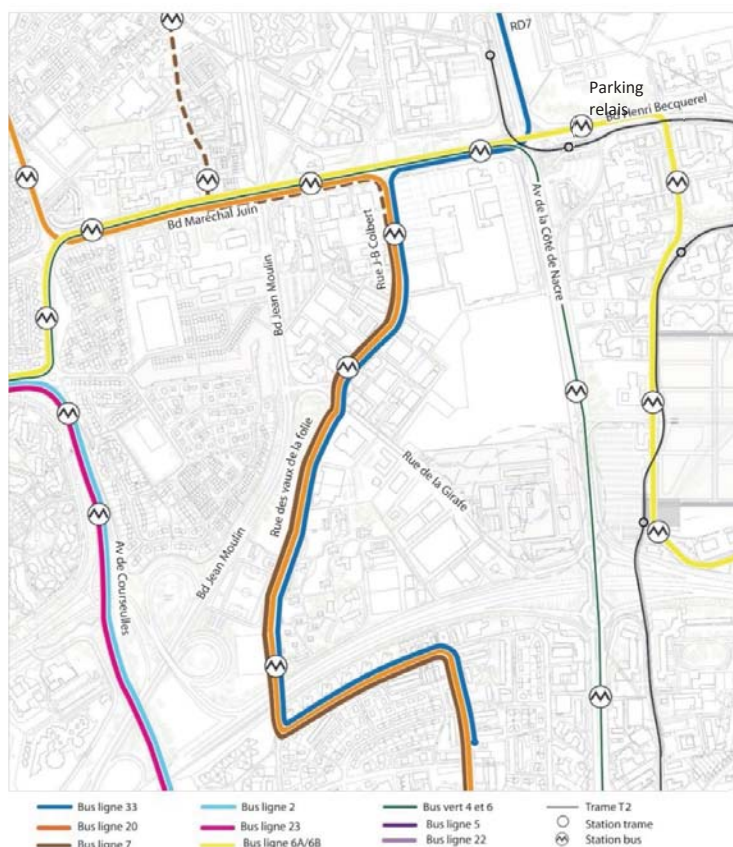 RD7
Parking
relais
Bd Henri Becquerel
Bd Maréchal Juin
Rue J-B Colbert
Av de la Côté de Nacre
Bd Jean Moulin
Rue des vaux de la folie
Rue de la Girafe
Bd Jean Moulin
Av de Courseulles
Bus ligne 33
Bus ligne 2
Bus vert 4 et 6
Trame T2
Bus ligne 20
Bus ligne 23
Bus ligne 5
Station trame
Bus ligne 7
Bus ligne 6A/6B
Bus ligne 22
Station bus